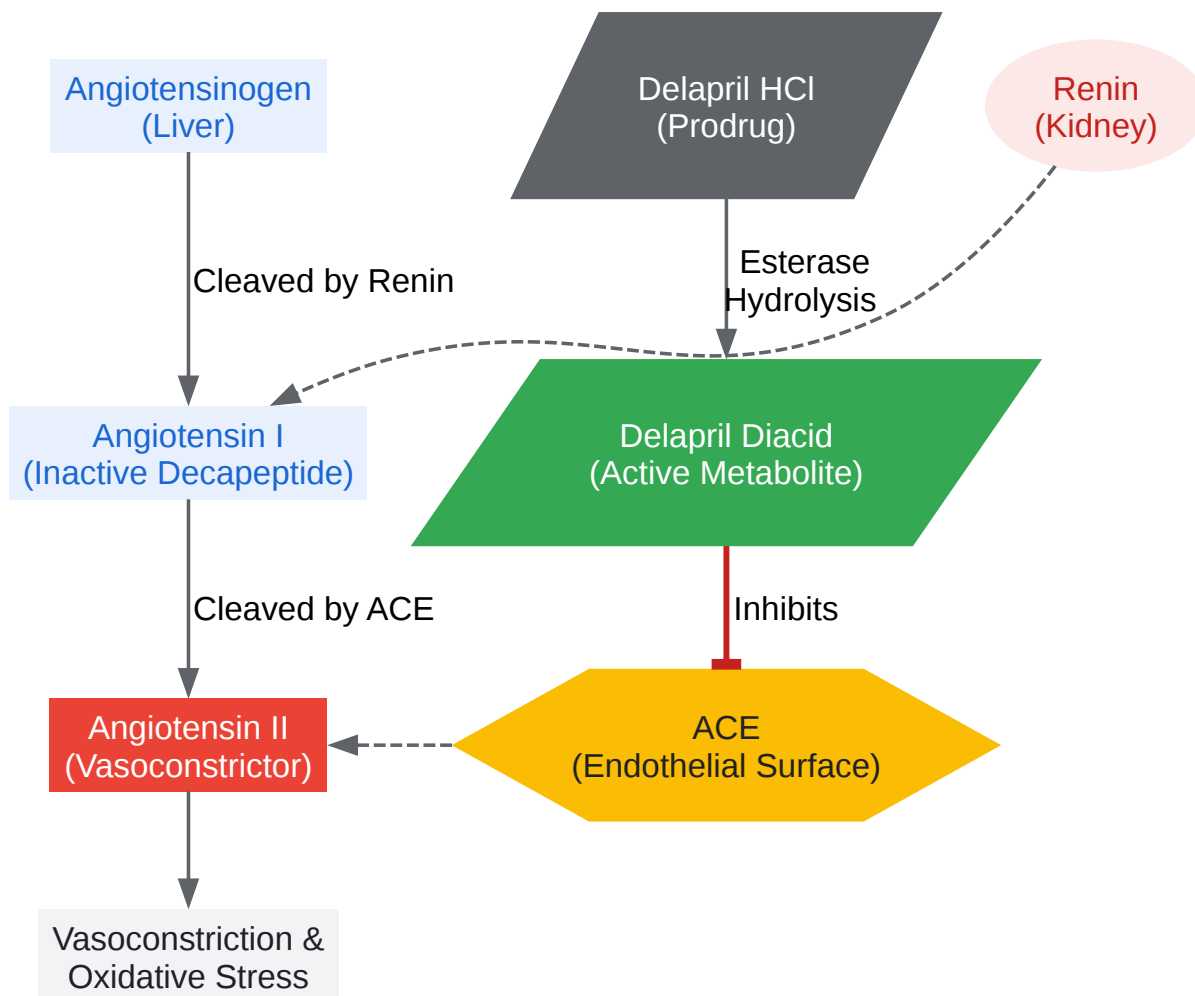 Angiotensinogen
(Liver)
Delapril HCl
(Prodrug)
Renin
(Kidney)
Cleaved by Renin
Esterase
Hydrolysis
Angiotensin I
(Inactive Decapeptide)
Delapril Diacid
(Active Metabolite)
Cleaved by ACE
Inhibits
Angiotensin II
(Vasoconstrictor)
ACE
(Endothelial Surface)
Vasoconstriction &
Oxidative Stress